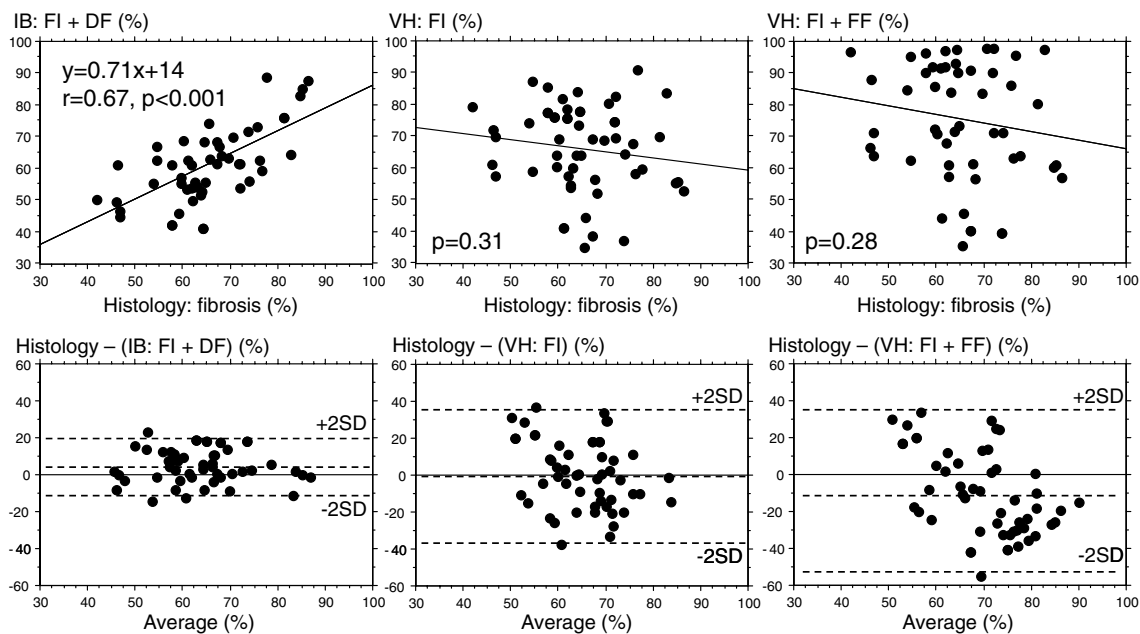 IB: FI + DF (%)
VH: FI (%)
VH: FI + FF (%)
100
90
80
70
60
50
40
30
y=0.71x+14
r=0.67, p<0.001
30 40 50 60 70 80 90 100
Histology: fibrosis (%)
100
90
80
70
60
50
40
30
p=0.31
30 40 50 60 70 80 90 100
Histology: fibrosis (%)
100
90
80
70
60
50
40
30
p=0.28
30 40 50 60 70 80 90 100
Histology: fibrosis (%)
Histology – (IB: FI + DF) (%)
Histology – (VH: FI) (%)
Histology – (VH: FI + FF) (%)
60
40
20
0
-20
-40
-60
+2SD
-2SD
30 40 50 60 70 80 90 100
Average (%)
60
40
20
0
-20
-40
-60
+2SD
-2SD
30 40 50 60 70 80 90 100
Average (%)
60
40
20
0
-20
-40
-60
+2SD
-2SD
30 40 50 60 70 80 90 100
Average (%)